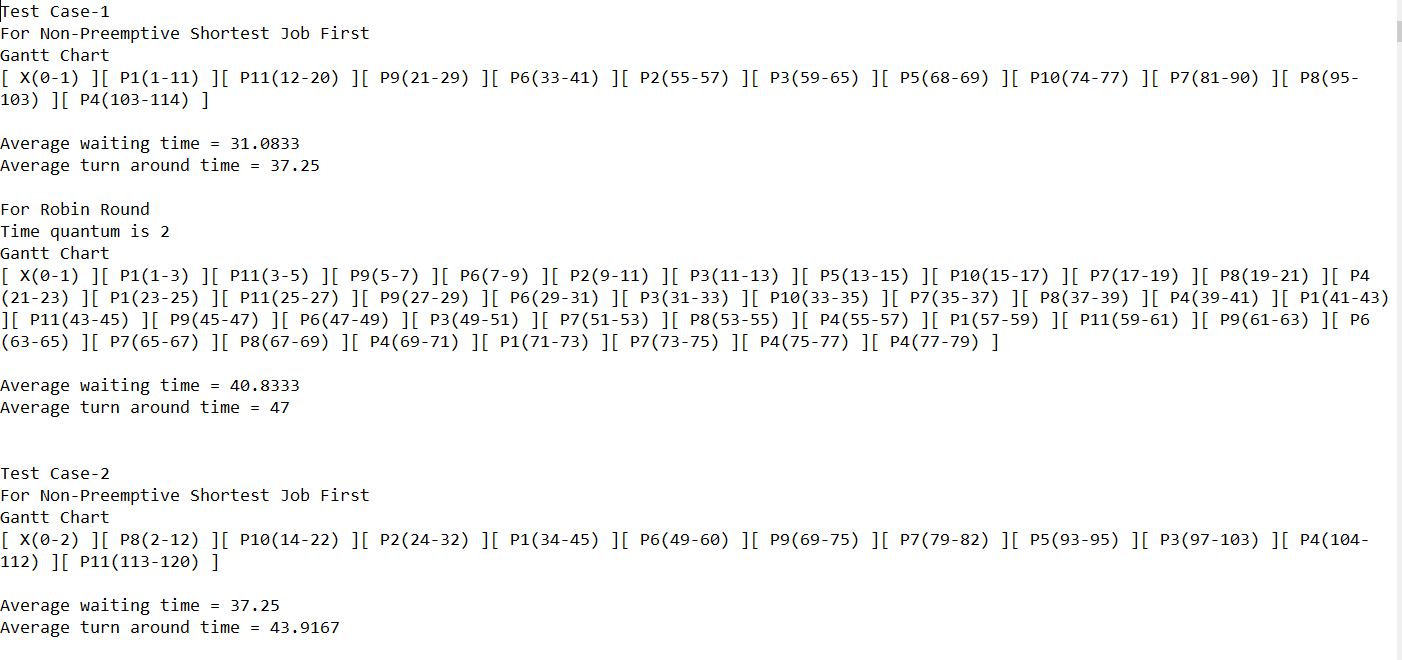 Test Case-1
For Non-Preemptive Shortest Job First
Gantt Chart
[ X(0-1) ][ P1(1-11) ][ P11(12-20) ][ P9(21-29) ][ P6(33-41) ][ P2(55-57) ][ P3(59-65) ][ P5(68-69) ][ P10(74-77) ][ P7(81-90) ][ P8(95-
103) ][ P4(103-114) ]
Average waiting time = 31.0833
Average turn around time = 37.25
For Robin Round
Time quantum is 2
Gantt Chart
[ X(0-1) ][ P1(1-3) ][ P11(3-5) ][ P9(5-7) ][ P6(7-9) ][ P2(9-11) ][ P3(11-13) ][ P5(13-15) ][ P10(15-17) ][ P7(17-19) ][ P8(19-21) ][ P4
(21-23) ][ P1(23-25) ][ P11(25-27) ][ P9(27-29) ][ P6(29-31) ][ P3(31-33) ][ P10(33-35) ][ P7(35-37) ][ P8(37-39) ][ P4(39-41) ][ P1(41-43)
][ P11(43-45) ][ P9(45-47) ][ P6(47-49) ][ P3(49-51) ][ P7(51-53) ][ P8(53-55) ][ P4(55-57) ][ P1(57-59) ][ P11(59-61) ][ P9(61-63) ][ P6
(63-65) ][ P7(65-67) ][ P8(67-69) ][ P4(69-71) ][ P1(71-73) ][ P7(73-75) ][ P4(75-77) ][ P4(77-79) ]
Average waiting time = 40.8333
Average turn around time = 47
Test Case-2
For Non-Preemptive Shortest Job First
Gantt Chart
[ X(0-2) ][ P8(2-12) ][ P10(14-22) ][ P2(24-32) ][ P1(34-45) ][ P6(49-60) ][ P9(69-75) ][ P7(79-82) ][ P5(93-95) ][ P3(97-103) ][ P4(104-
112) ][ P11(113-120) ]
Average waiting time = 37.25
Average turn around time = 43.9167